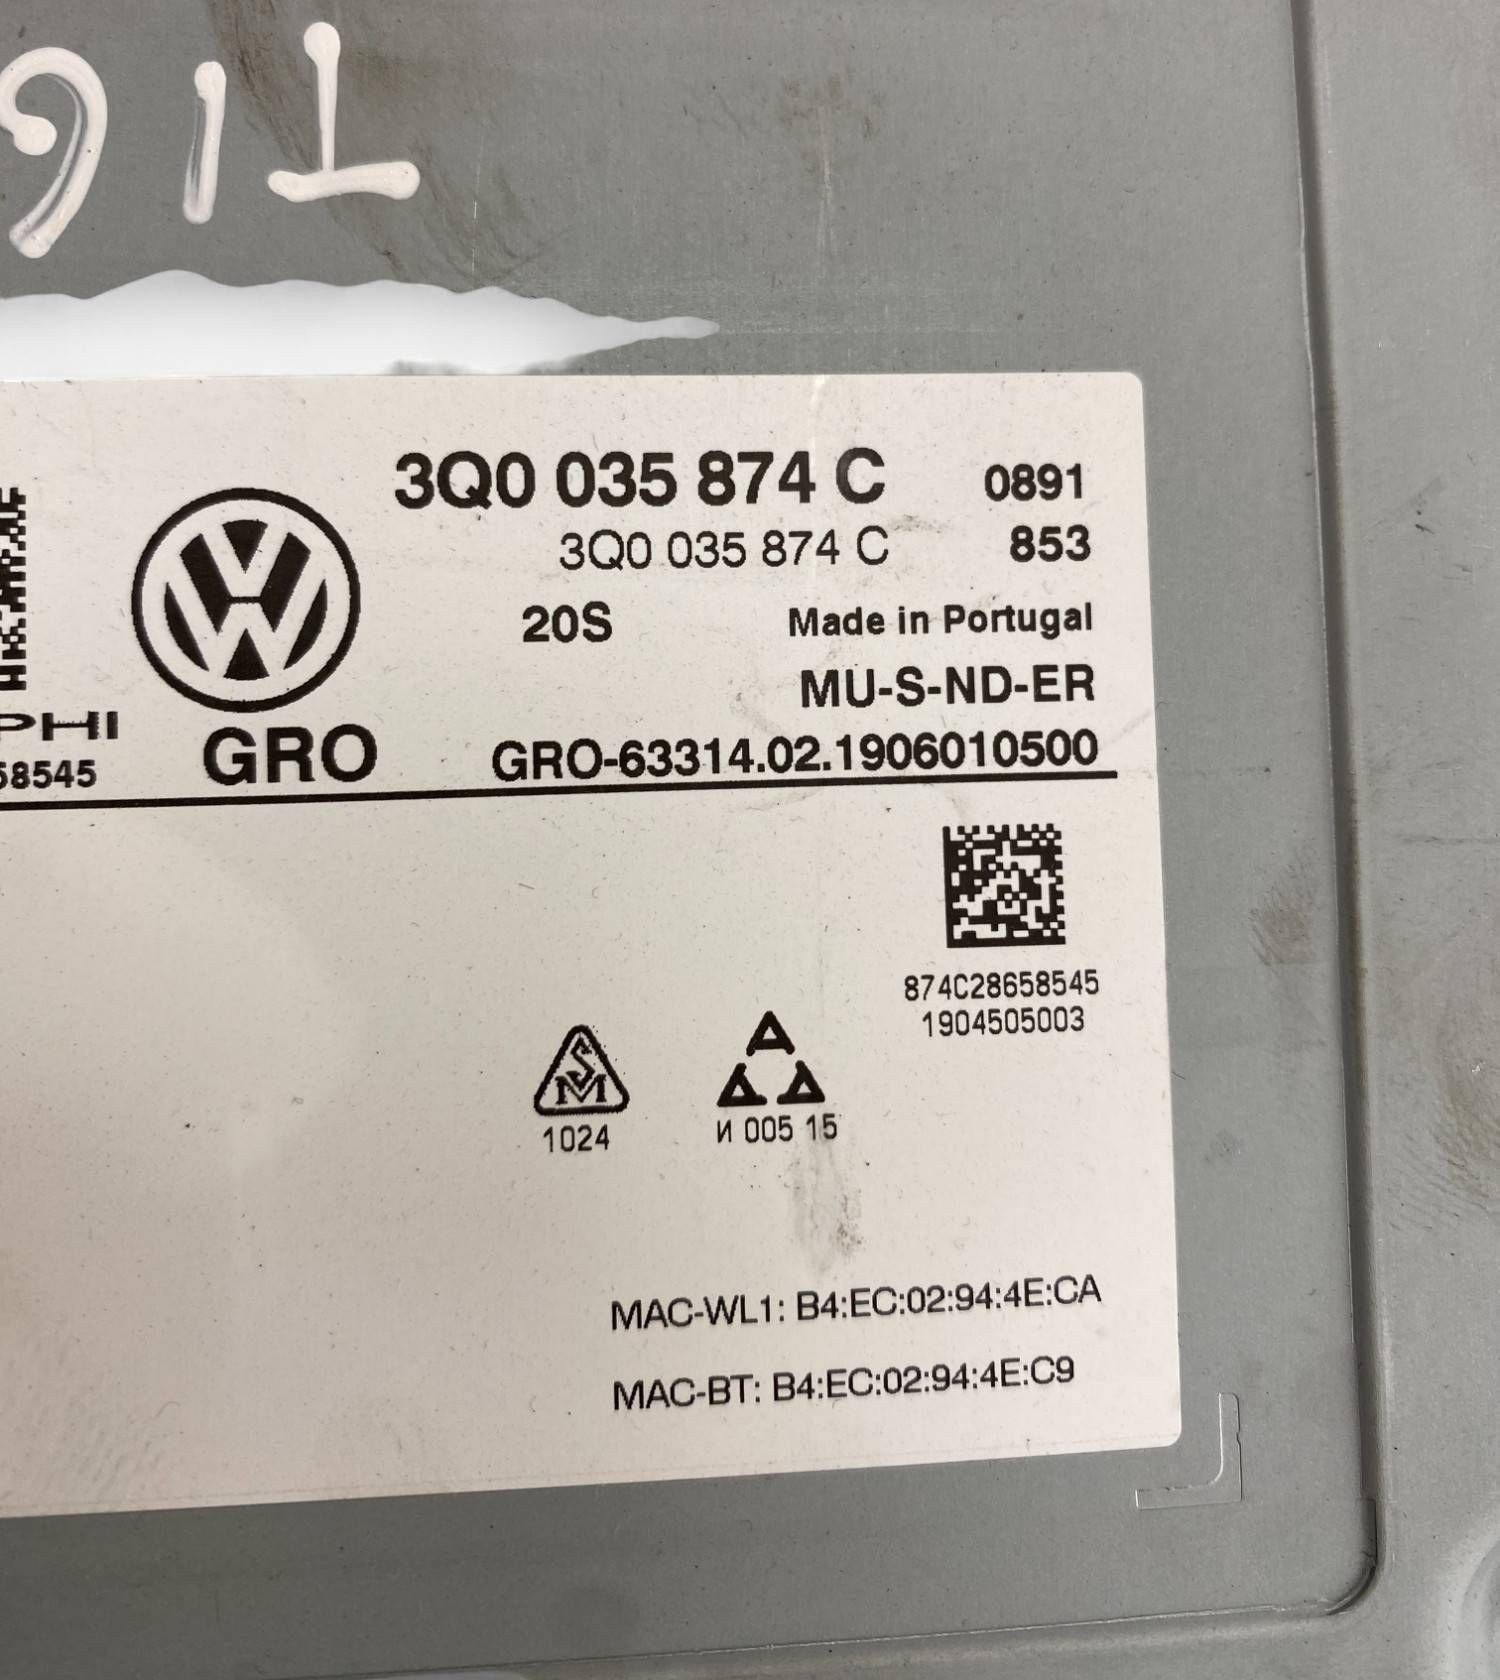 TIG
3Q0 035 874 C 0891
3Q0 035 874 C 853
20S Made in Portugal
MU-S-ND-ER
PHI
58545 GRO GRO-63314.02.1906010500
874C28658545
1904505003
SM
1024
И 005 15
MAC-WL1: B4:EC:02:94:4E:CA
MAC-BT: B4:EC:02:94:4E:C9